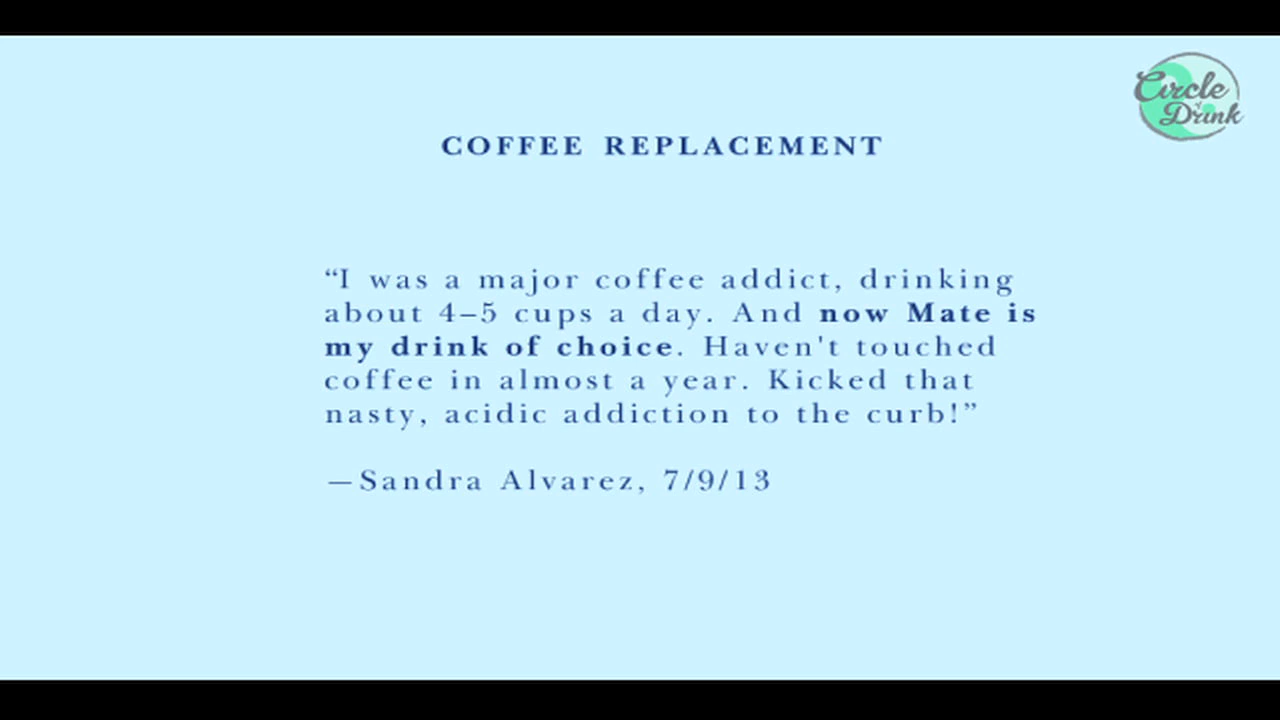 Circle of Drink
COFFEE REPLACEMENT
“I was a major coffee addict, drinking
about 4–5 cups a day. And now Mate is
my drink of choice. Haven't touched
coffee in almost a year. Kicked that
nasty, acidic addiction to the curb!”
—Sandra Alvarez, 7/9/13